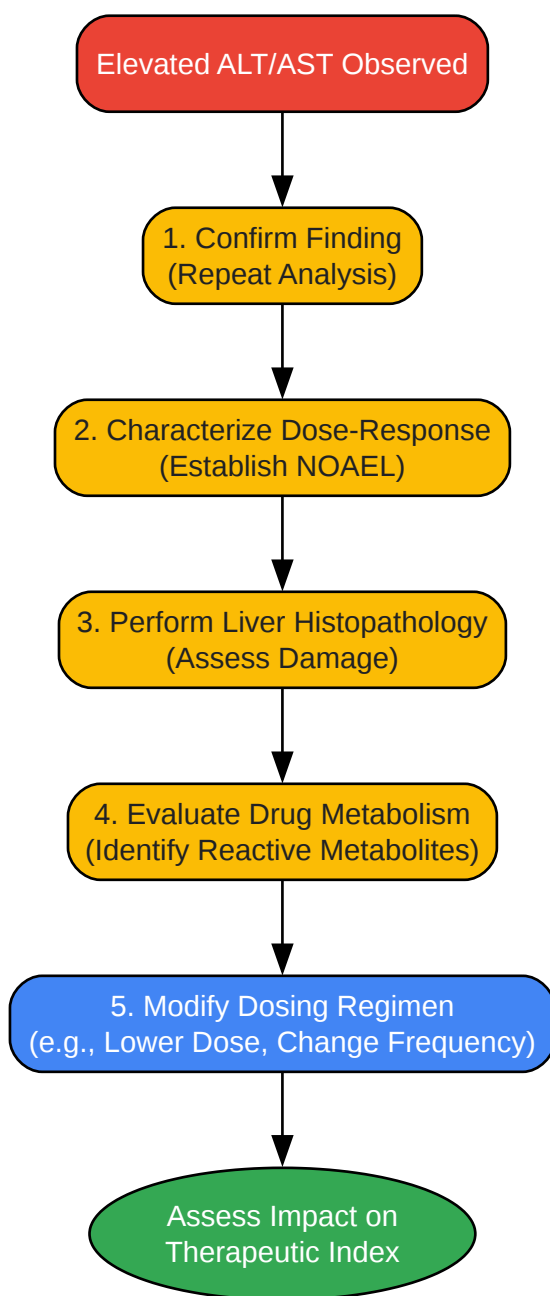 Elevated ALT/AST Observed
1. Confirm Finding
(Repeat Analysis)
2. Characterize Dose-Response
(Establish NOAEL)
3. Perform Liver Histopathology
(Assess Damage)
4. Evaluate Drug Metabolism
(Identify Reactive Metabolites)
5. Modify Dosing Regimen
(e.g., Lower Dose, Change Frequency)
Assess Impact on
Therapeutic Index